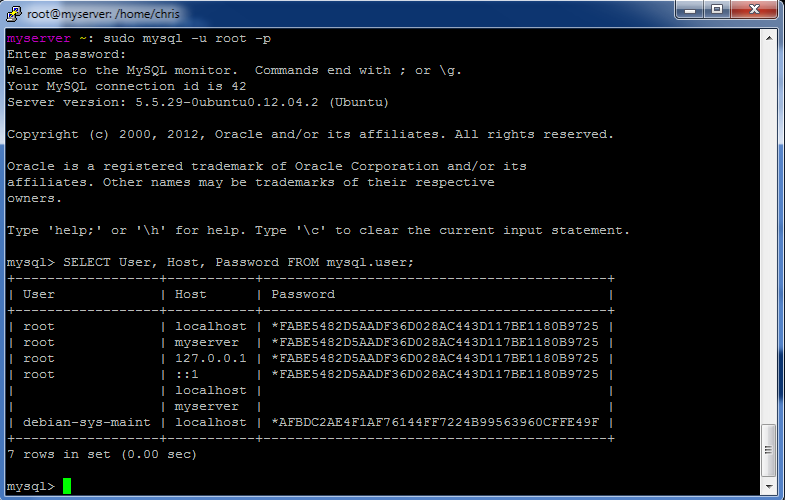 root@myserver: /home/chris
myserver ~: sudo mysql -u root -p
Enter password:
Welcome to the MySQL monitor.  Commands end with ; or \g.
Your MySQL connection id is 42
Server version: 5.5.29-0ubuntu0.12.04.2 (Ubuntu)
Copyright (c) 2000, 2012, Oracle and/or its affiliates. All rights reserved.
Oracle is a registered trademark of Oracle Corporation and/or its
affiliates. Other names may be trademarks of their respective
owners.
Type 'help;' or '\h' for help. Type '\c' to clear the current input statement.
mysql> SELECT User, Host, Password FROM mysql.user;
+------------------+-----------+-------------------------------------------+
| User             | Host      | Password                                  |
+------------------+-----------+-------------------------------------------+
| root             | localhost | *FABE5482D5AADF36D028AC443D117BE1180B9725 |
| root             | myserver  | *FABE5482D5AADF36D028AC443D117BE1180B9725 |
| root             | 127.0.0.1 | *FABE5482D5AADF36D028AC443D117BE1180B9725 |
| root             | ::1       | *FABE5482D5AADF36D028AC443D117BE1180B9725 |
|                  | localhost |                                           |
|                  | myserver  |                                           |
| debian-sys-maint | localhost | *AFBDC2AE4F1AF76144FF7224B99563960CFFE49F |
+------------------+-----------+-------------------------------------------+
7 rows in set (0.00 sec)
mysql>